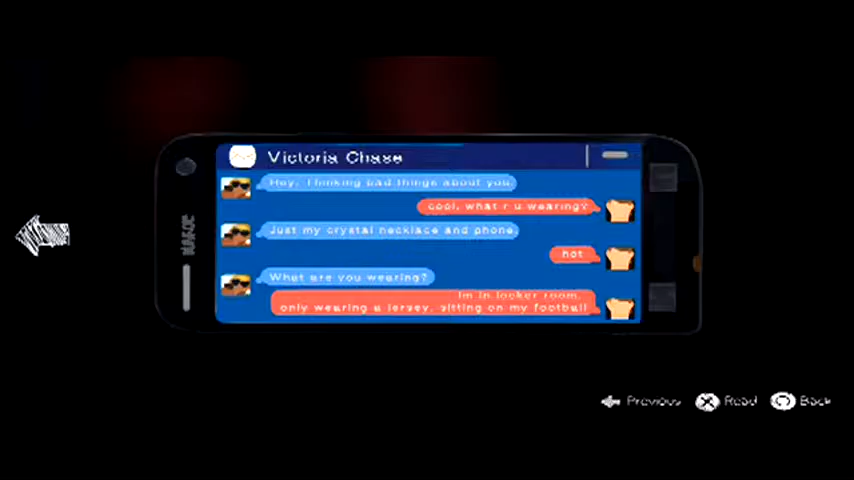 Victoria Chase
Hey. Thinking bad things about you.
cool, what r u wearing?
Just my crystal necklace and phone.
hot
What are you wearing?
im in locker room.
only wearing a jersey. sitting on my football
Previous
Read
Back